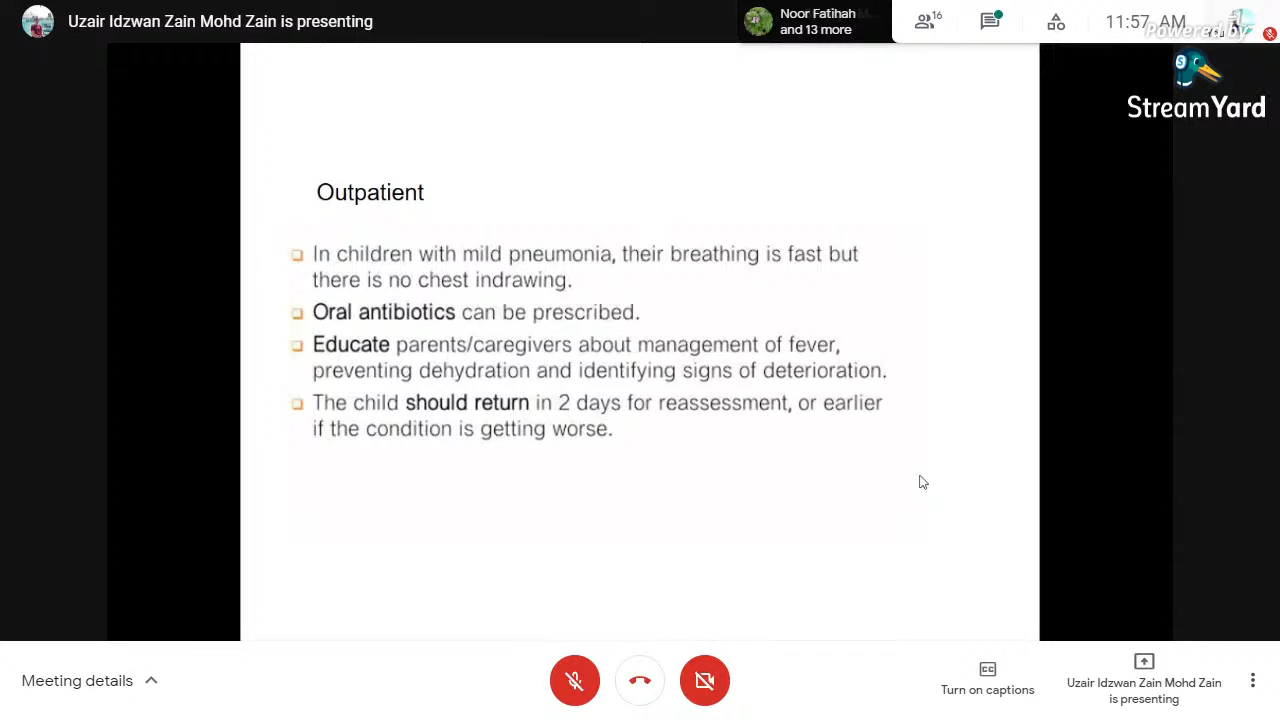 Uzair Idzwan Zain Mohd Zain is presenting
Noor Fatihah
and 13 more
16
11:57 AM
Powered by
StreamYard
Outpatient
In children with mild pneumonia, their breathing is fast but
there is no chest indrawing.
Oral antibiotics can be prescribed.
Educate parents/caregivers about management of fever,
preventing dehydration and identifying signs of deterioration.
The child should return in 2 days for reassessment, or earlier
if the condition is getting worse.
Meeting details
Turn on captions
Uzair Idzwan Zain Mohd Zain
is presenting